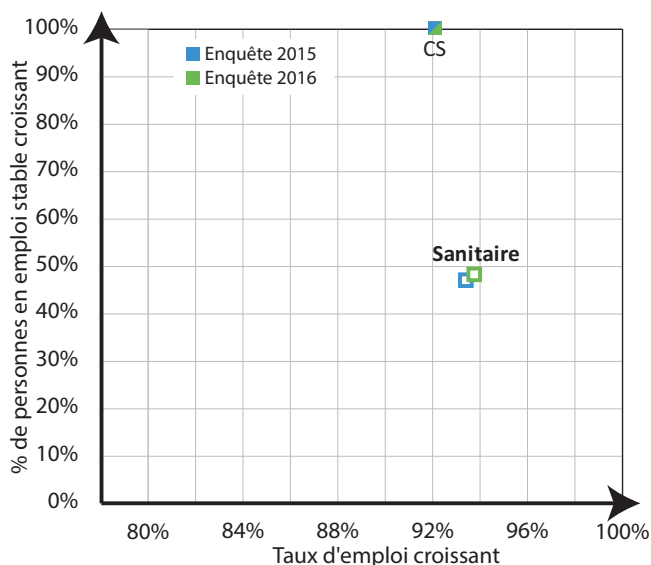 100%
90%
80%
70%
60%
50%
40%
30%
20%
10%
0%
% de personnes en emploi stable croissant
Enquête 2015
Enquête 2016
CS
Sanitaire
80% 84% 88% 92% 96% 100%
Taux d'emploi croissant